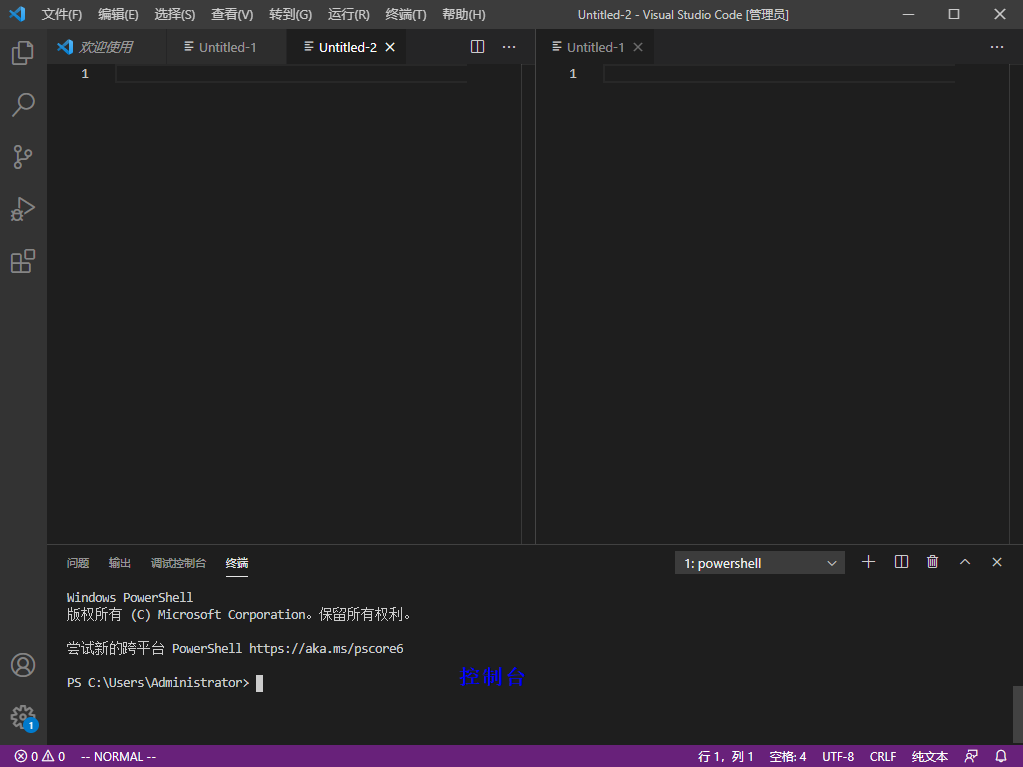 文件(F) 编辑(E) 选择(S) 查看(V) 转到(G) 运行(R) 终端(T) 帮助(H) Untitled-2 - Visual Studio Code [管理员]
欢迎使用 Untitled-1 Untitled-2 Untitled-1
1 1
问题 输出 调试控制台 终端 1: powershell
Windows PowerShell
版权所有 (C) Microsoft Corporation。保留所有权利。
尝试新的跨平台 PowerShell https://aka.ms/pscore6
控制台
PS C:\Users\Administrator>
1
0 0 -- NORMAL -- 行 1，列 1 空格: 4 UTF-8 CRLF 纯文本